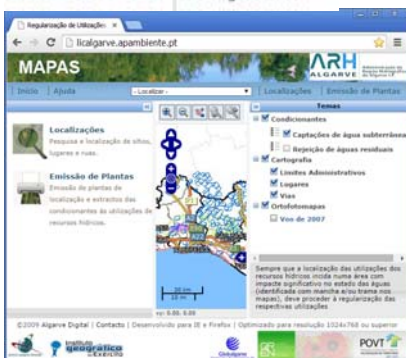 Regularização de Utilizações
licalgarve.apambiente.pt
MAPAS
ARH
ALGARVE
Início | Ajuda
- Localizar -
Localizações | Emissão de Plantas
Temas
Localizações
Pesquisa e localização de sítios,
lugares e ruas.
Emissão de Plantas
Emissão de plantas de
localização e extractos das
condicionantes às utilizações de
recursos hídricos.
Condicionantes
Captações de água subterrânea
Rejeição de águas residuais
Cartografia
Limites Administrativos
Lugares
Vias
Ortofotomapas
Voo de 2007
Sempre que a localização das utilizações dos
recursos hídricos incida numa área com
impacte significativo no estado das águas
(identificada com mancha a/ou trama nos
mapas), deve proceder à regularização das
respectivas utilizações
©2009 Algarve Digital | Contacto | Desenvolvido para IE e Firefox | Optimizado para resolução 1024x768 ou superior
instituto
geográfico
do Exército
POVT